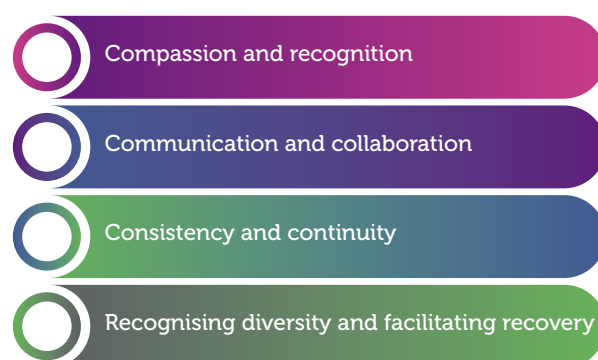 Compassion and recognition
Communication and collaboration
Consistency and continuity
Recognising diversity and facilitating recovery